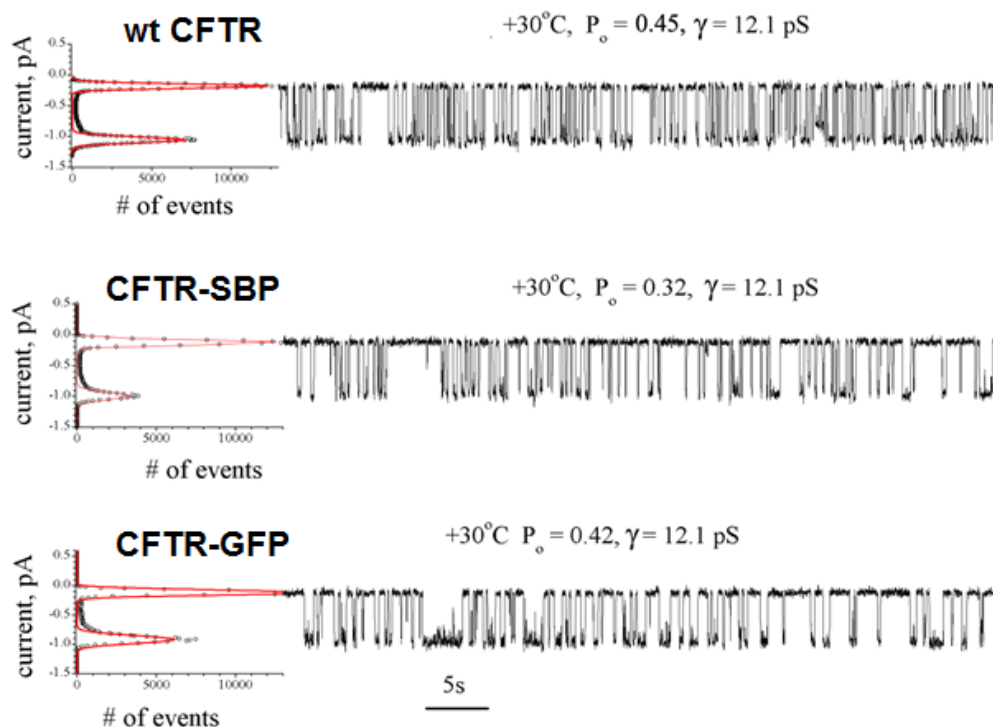 wt CFTR
+30°C, Pₒ = 0.45, γ = 12.1 pS
current, pA
0.5
0.0
-0.5
-1.0
-1.5
0 5000 10000
# of events
CFTR-SBP
+30°C, Pₒ = 0.32, γ = 12.1 pS
current, pA
0.5
0.0
-0.5
-1.0
-1.5
0 5000 10000
# of events
CFTR-GFP
+30°C Pₒ = 0.42, γ = 12.1 pS
current, pA
0.5
0.0
-0.5
-1.0
-1.5
0 5000 10000
# of events
5s